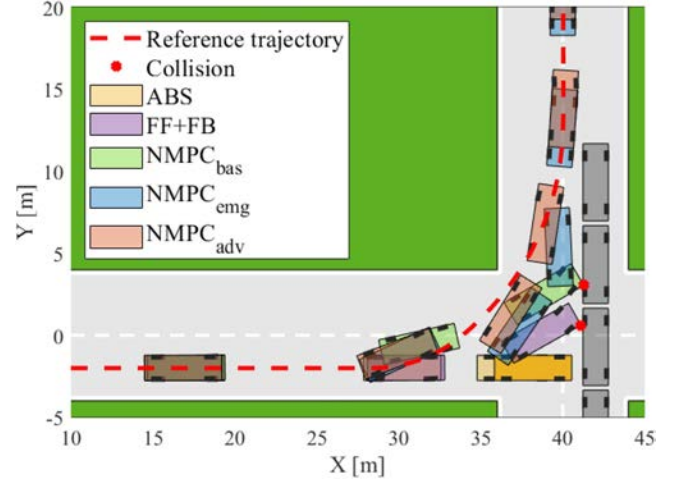 20
15
10
5
0
-5
Y [m]
Reference trajectory
Collision
ABS
FF+FB
NMPCbas
NMPCemg
NMPCadv
10 15 20 25 30 35 40 45
X [m]